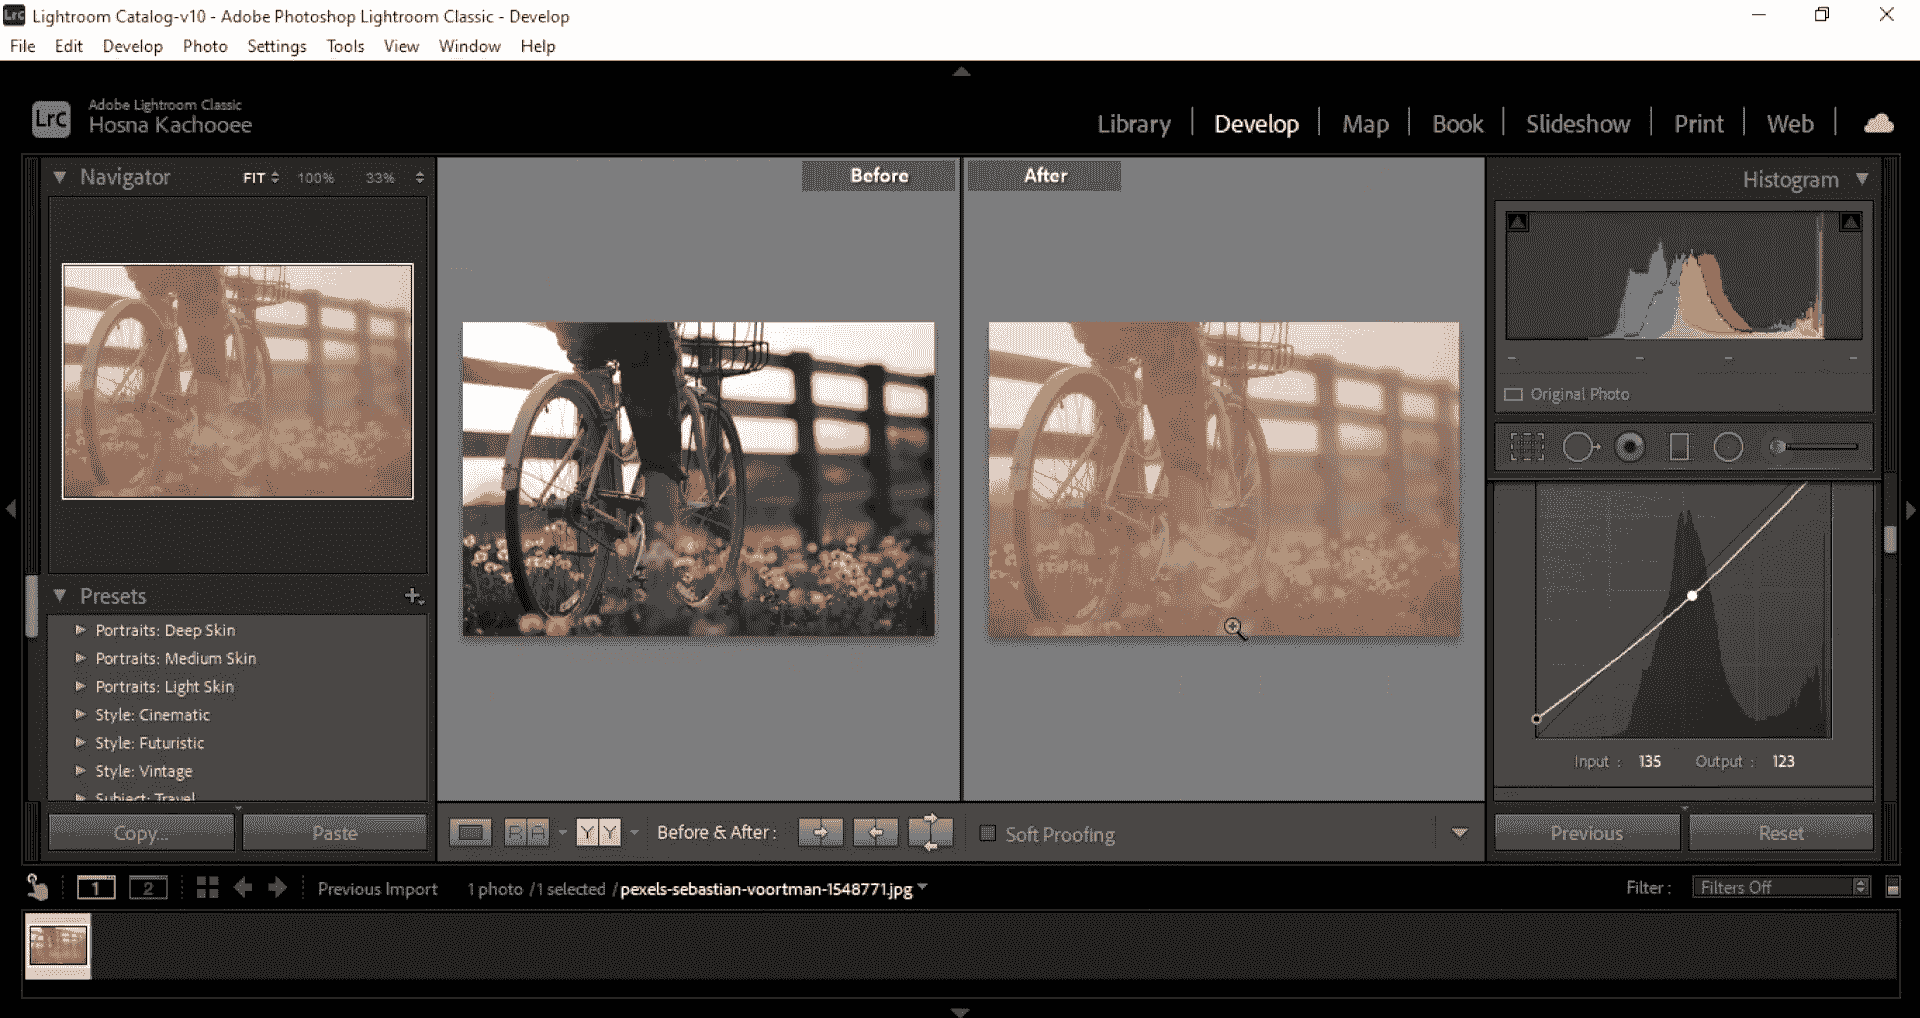 Lrc Lightroom Catalog-v10 - Adobe Photoshop Lightroom Classic - Develop
File Edit Develop Photo Settings Tools View Window Help
Lrc Adobe Lightroom Classic
Hosna Kachooee
Library Develop Map Book Slideshow Print Web
Navigator FIT 100% 33%
Before After
Histogram
Original Photo
Presets
Portraits: Deep Skin
Portraits: Medium Skin
Portraits: Light Skin
Style: Cinematic
Style: Futuristic
Style: Vintage
Subject: Travel
Input : 135 Output : 123
Copy... Paste
R A Y Y Before & After : Soft Proofing
Previous Reset
1 2 Previous Import 1 photo / 1 selected / pexels-sebastian-voortman-1548771.jpg
Filter : Filters Off